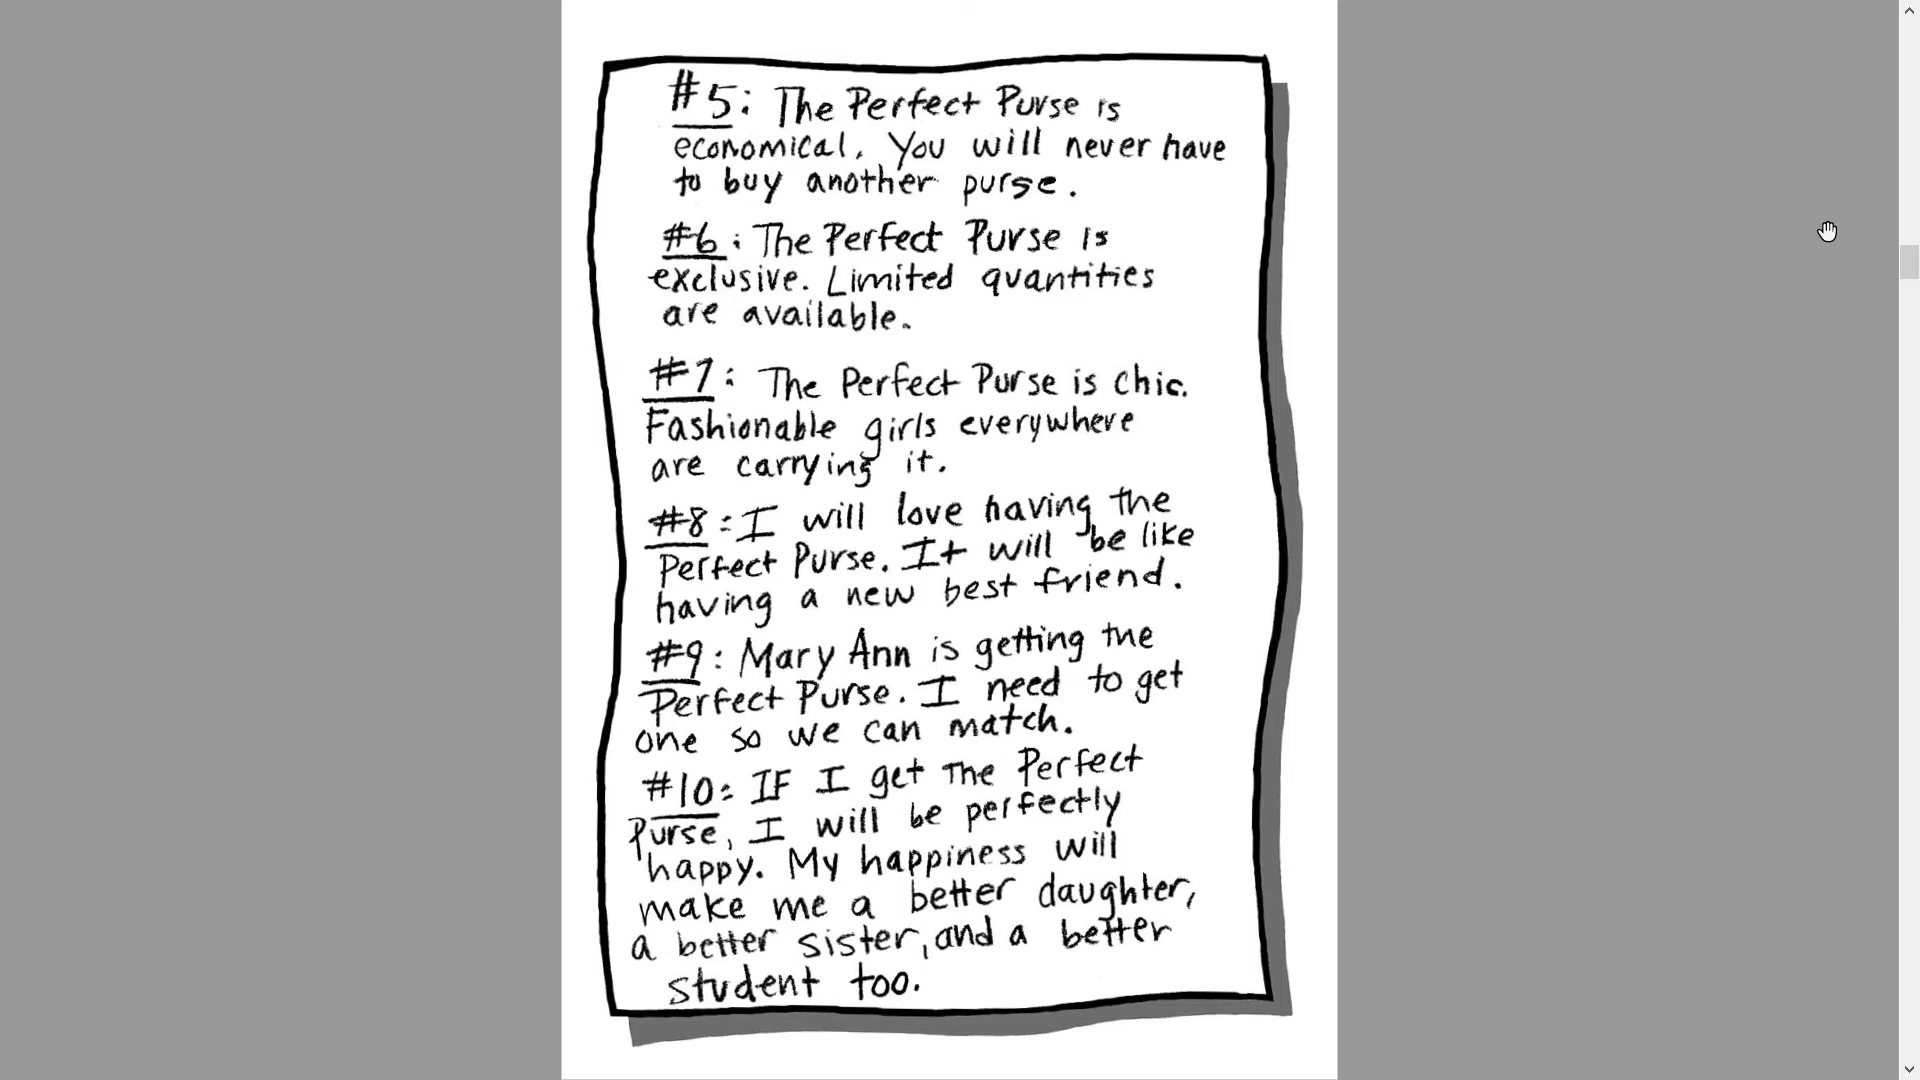 #5: The Perfect Purse is
economical. You will never have
to buy another purse.
#6: The Perfect Purse is
exclusive. Limited quantities
are available.
#7: The Perfect Purse is chic.
Fashionable girls everywhere
are carrying it.
#8: I will love having the
Perfect Purse. It will be like
having a new best friend.
#9: Mary Ann is getting the
Perfect Purse. I need to get
one so we can match.
#10: IF I get The Perfect
Purse, I will be perfectly
happy. My happiness will
make me a better daughter,
a better sister, and a better
student too.